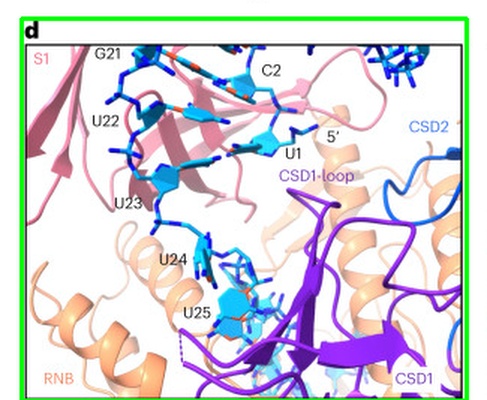 d
S1
G21
C2
U22
5′
CSD2
U1
CSD1-loop
U23
U24
U25
RNB
CSD1